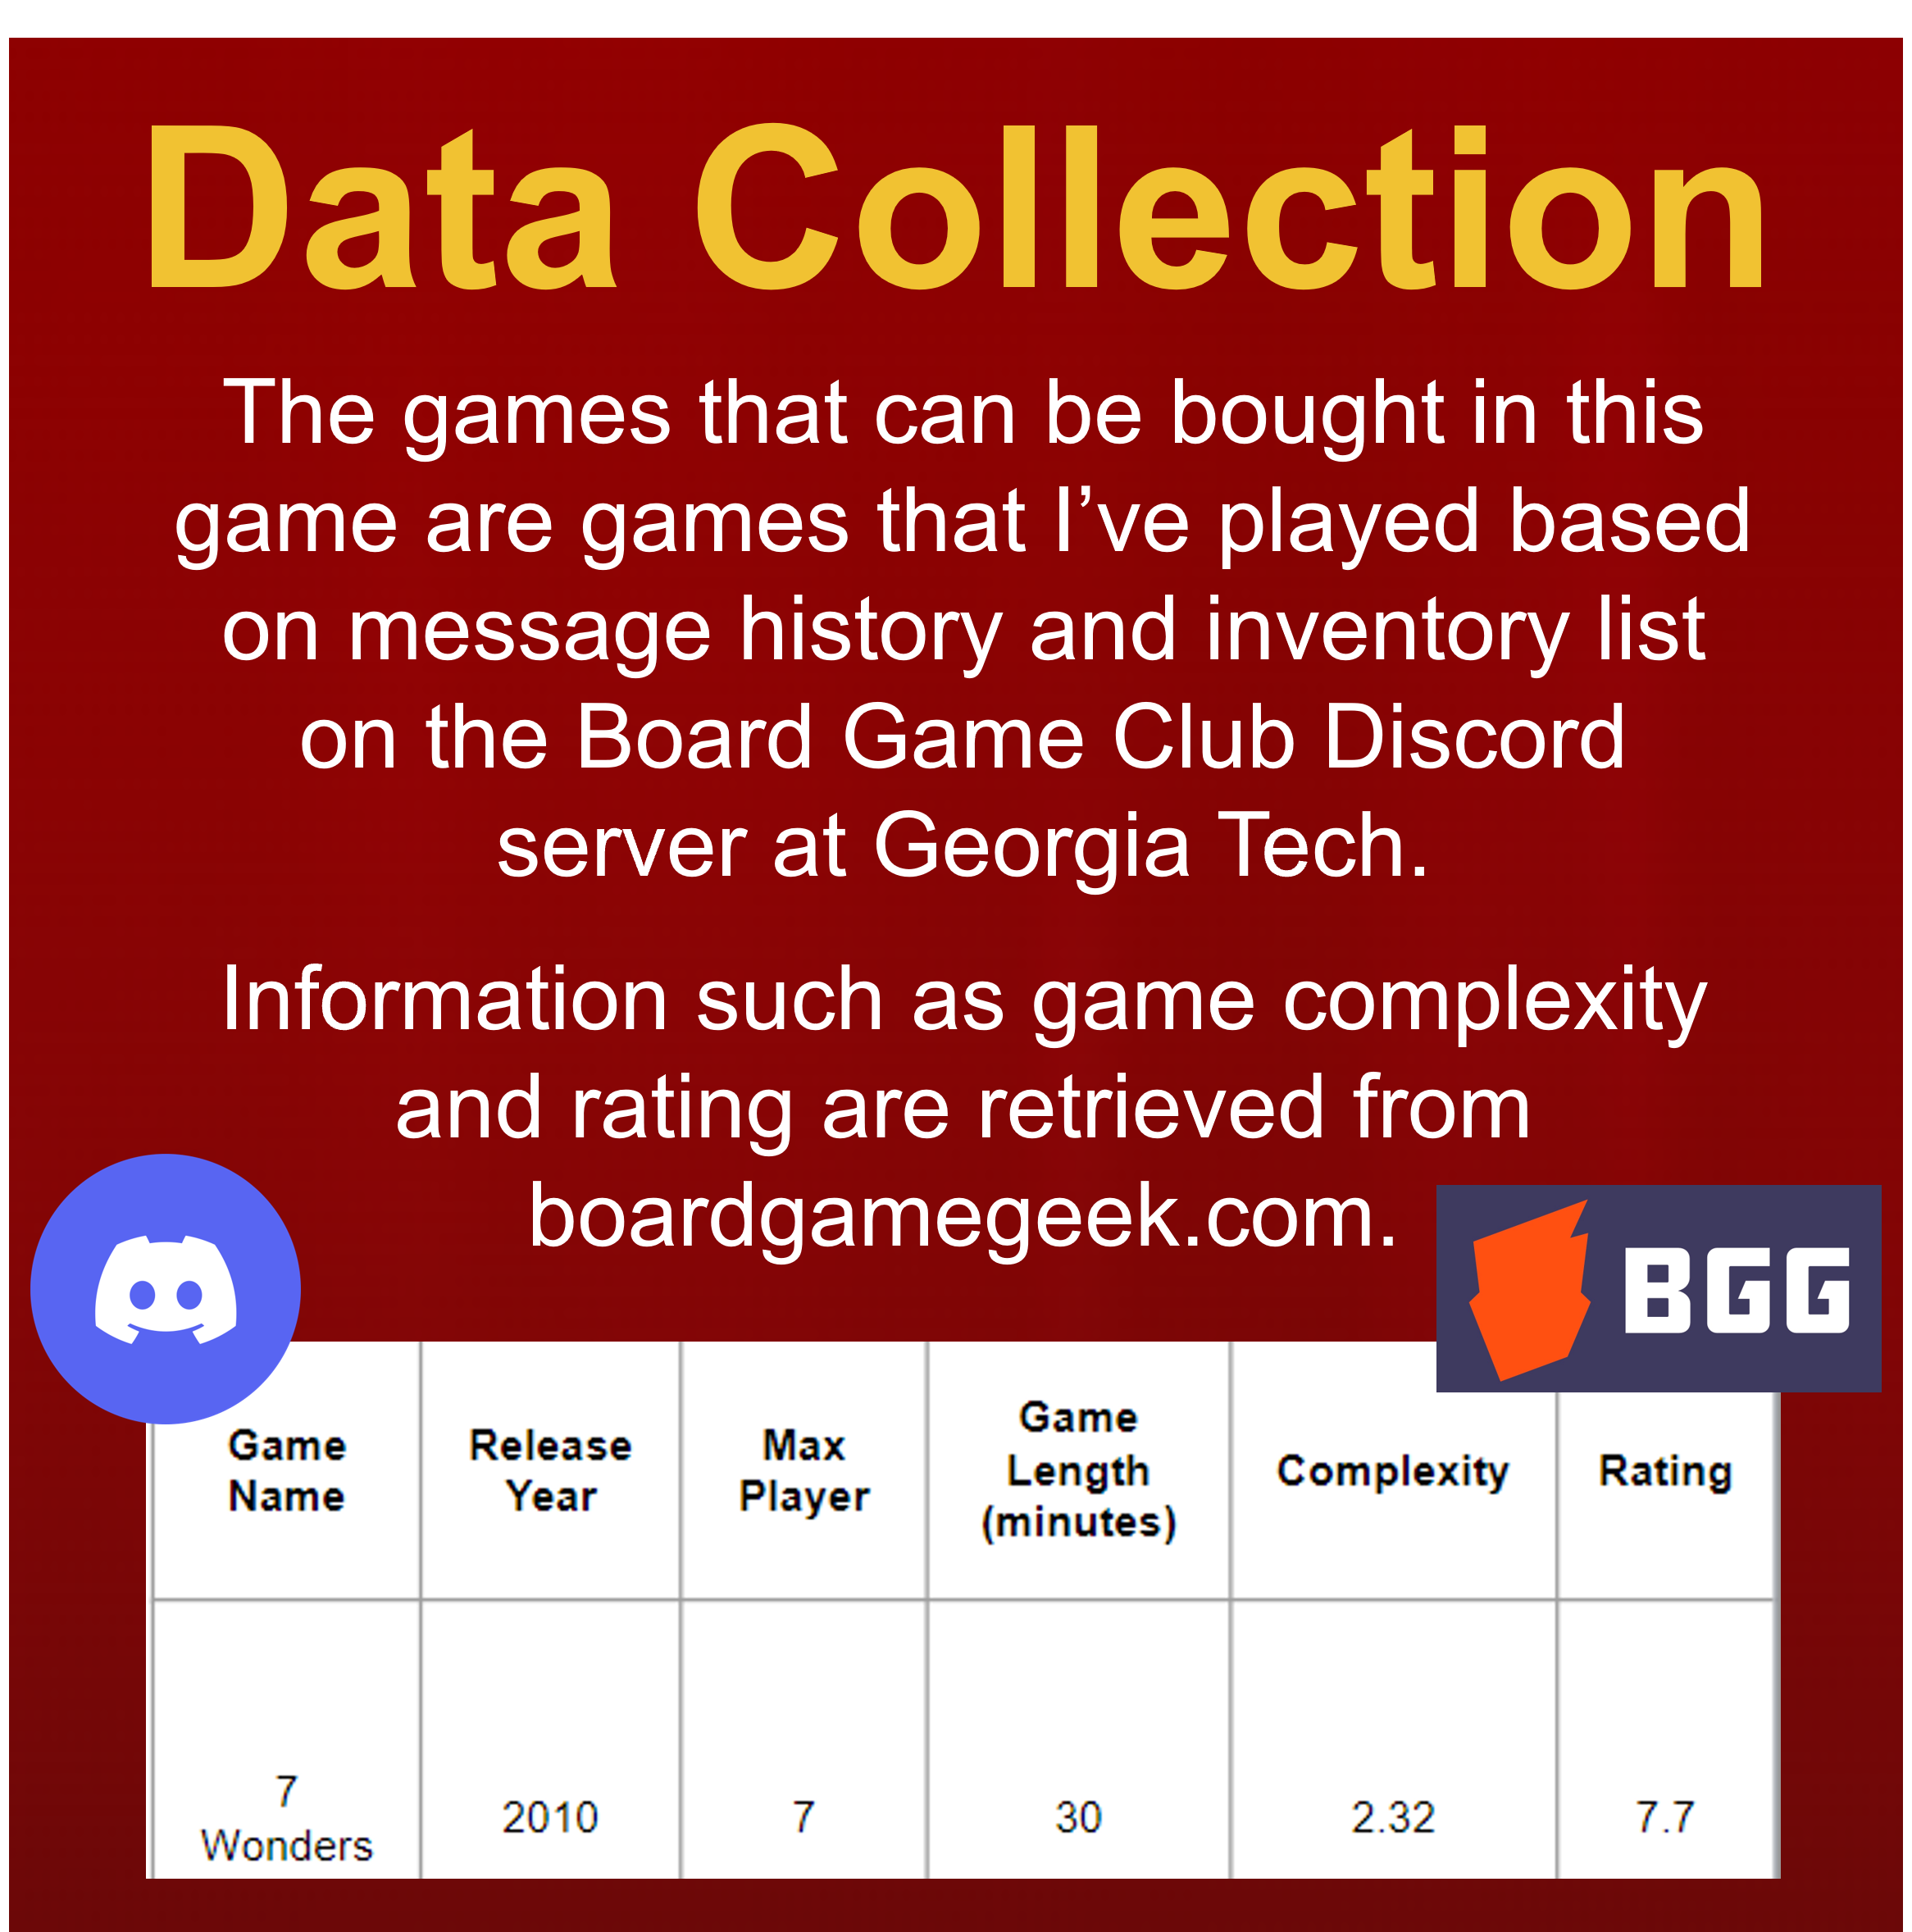 Data Collection
The games that can be bought in this
game are games that I’ve played based
on message history and inventory list
on the Board Game Club Discord
server at Georgia Tech.
Information such as game complexity
and rating are retrieved from
boardgamegeek.com.
BGG
Game
Name
Release
Year
Max
Player
Game
Length
(minutes)
Complexity
Rating
7
Wonders
2010
7
30
2.32
7.7